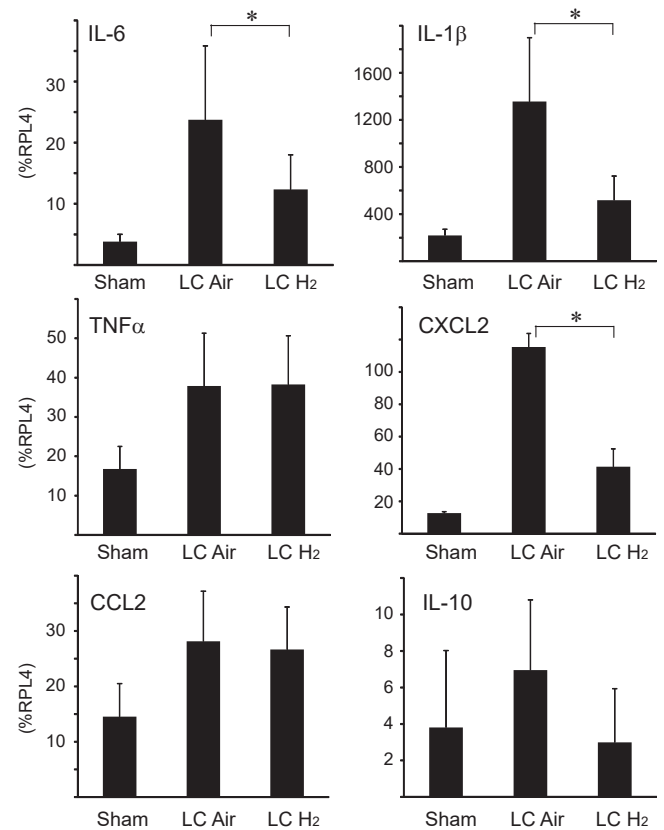 IL-6
*
(%RPL4)
30
20
10
Sham LC Air LC H2
IL-1β
*
1600
1200
800
400
Sham LC Air LC H2
TNFα
(%RPL4)
50
40
30
20
10
Sham LC Air LC H2
CXCL2
*
100
80
60
40
20
Sham LC Air LC H2
CCL2
(%RPL4)
30
20
10
Sham LC Air LC H2
IL-10
8
6
4
2
Sham LC Air LC H2